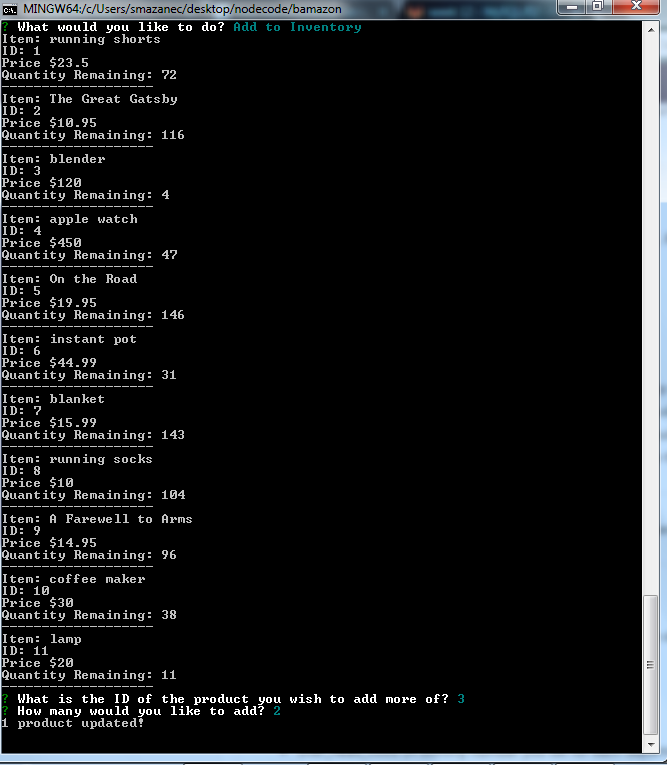 MINGW64:/c/Users/smazanec/desktop/nodecode/bamazon
? What would you like to do? Add to Inventory
Item: running shorts
ID: 1
Price $23.5
Quantity Remaining: 72
-------------------
Item: The Great Gatsby
ID: 2
Price $10.95
Quantity Remaining: 116
-------------------
Item: blender
ID: 3
Price $120
Quantity Remaining: 4
-------------------
Item: apple watch
ID: 4
Price $450
Quantity Remaining: 47
-------------------
Item: On the Road
ID: 5
Price $19.95
Quantity Remaining: 146
-------------------
Item: instant pot
ID: 6
Price $44.99
Quantity Remaining: 31
-------------------
Item: blanket
ID: 7
Price $15.99
Quantity Remaining: 143
-------------------
Item: running socks
ID: 8
Price $10
Quantity Remaining: 104
-------------------
Item: A Farewell to Arms
ID: 9
Price $14.95
Quantity Remaining: 96
-------------------
Item: coffee maker
ID: 10
Price $30
Quantity Remaining: 38
-------------------
Item: lamp
ID: 11
Price $20
Quantity Remaining: 11
-------------------
? What is the ID of the product you wish to add more of? 3
? How many would you like to add? 2
1 product updated!